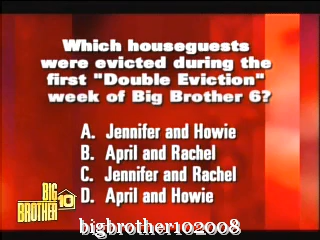 Which houseguests
were evicted during the
first "Double Eviction"
week of Big Brother 6?
A. Jennifer and Howie
B. April and Rachel
C. Jennifer and Rachel
D. April and Howie
BIG
BROTHER 10
bigbrother102008